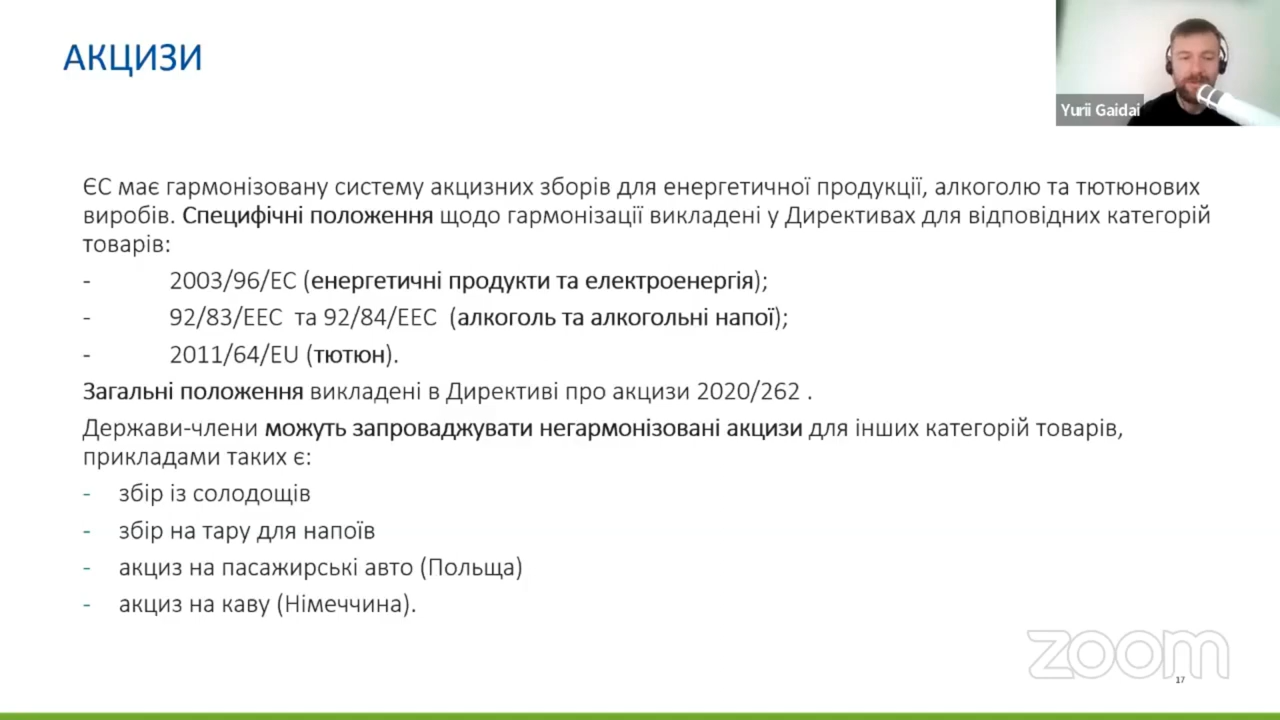 АКЦИЗИ
Yurii Gaidai
ЄС має гармонізовану систему акцизних зборів для енергетичної продукції, алкоголю та тютюнових
виробів. Специфічні положення щодо гармонізації викладені у Директивах для відповідних категорій
товарів:
- 2003/96/EC (енергетичні продукти та електроенергія);
- 92/83/EEC та 92/84/EEC (алкоголь та алкогольні напої);
- 2011/64/EU (тютюн).
Загальні положення викладені в Директиві про акцизи 2020/262 .
Держави-члени можуть запроваджувати негармонізовані акцизи для інших категорій товарів,
прикладами таких є:
- збір із солодощів
- збір на тару для напоїв
- акциз на пасажирські авто (Польща)
- акциз на каву (Німеччина).
zoom
17